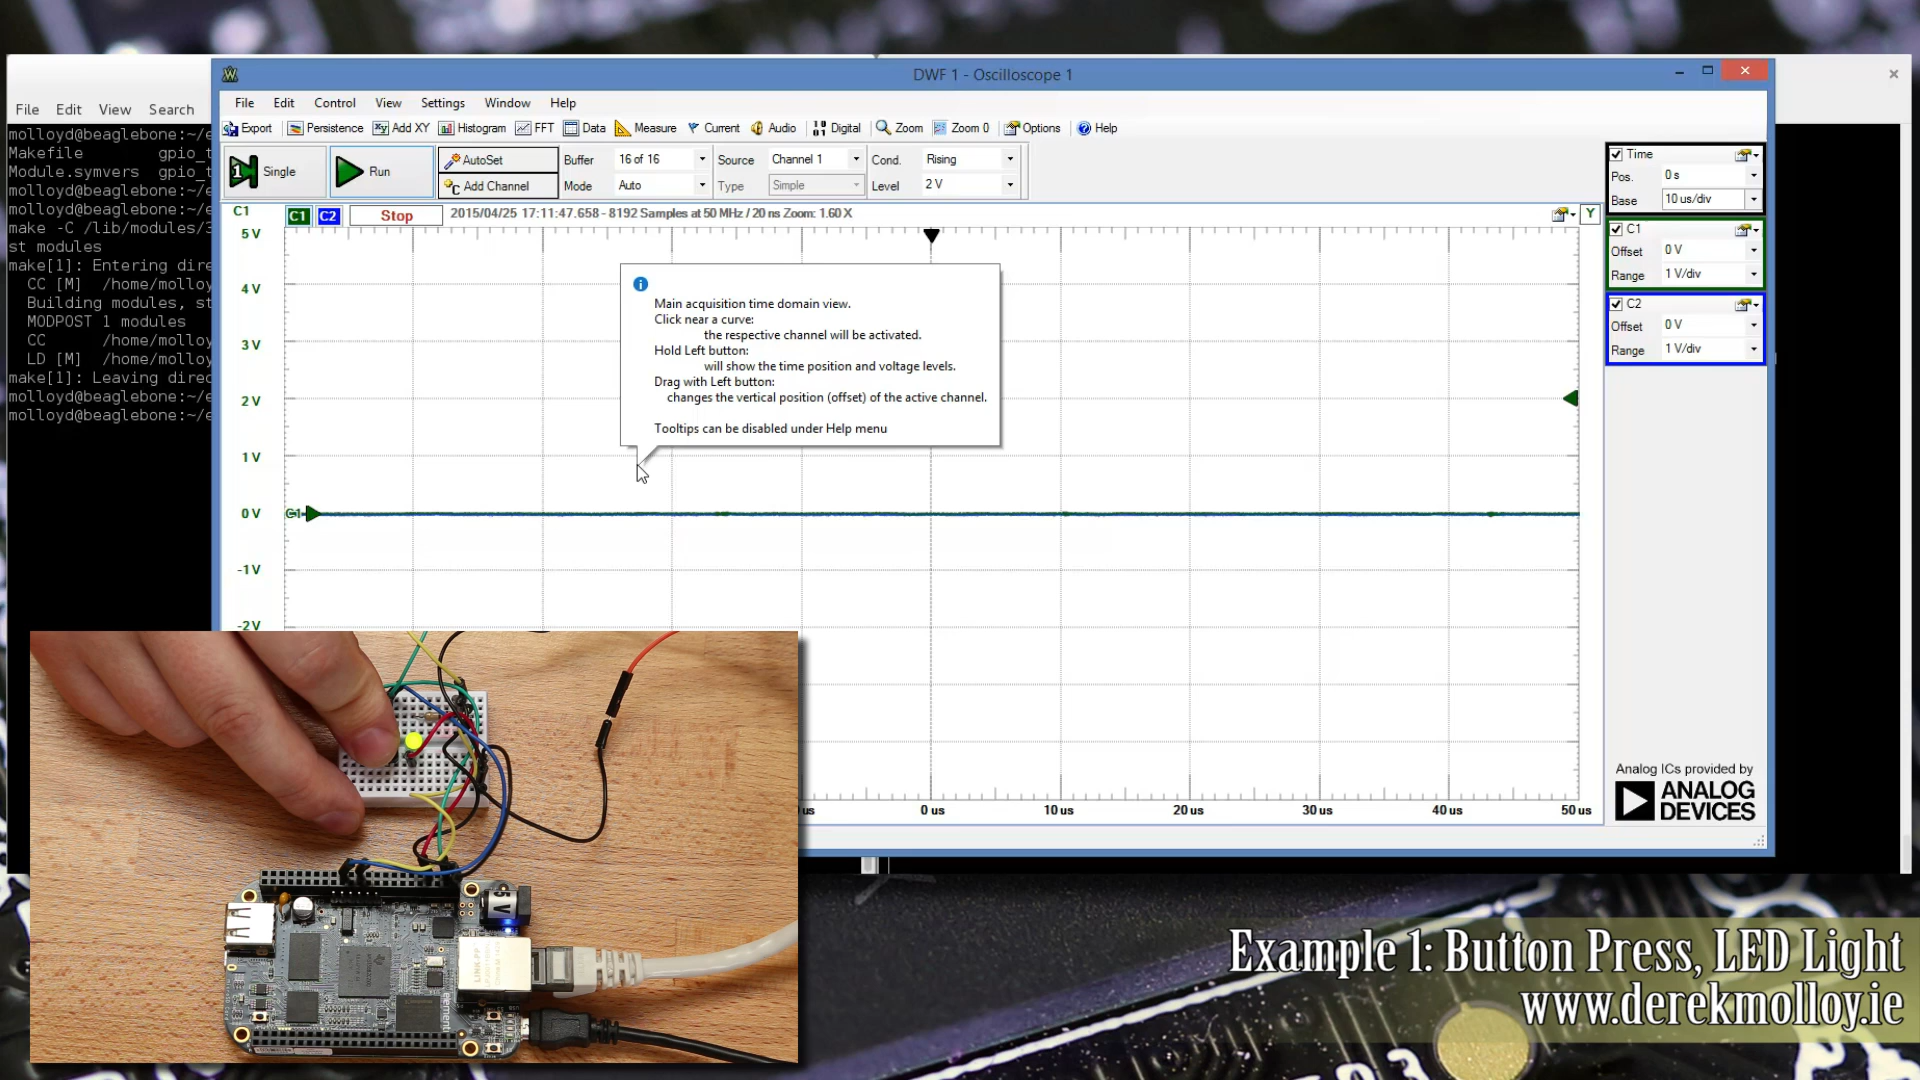 DWF 1 - Oscilloscope 1
File Edit View Search
File Edit Control View Settings Window Help
Export Persistence Add XY Histogram FFT Data Measure Current Audio Digital Zoom Zoom 0 Options Help
Single Run AutoSet Buffer 16 of 16 Source Channel 1 Cond. Rising
Add Channel Mode Auto Type Simple Level 2 V
C1 C1 C2 Stop 2015/04/25 17:11:47.658 - 8192 Samples at 50 MHz / 20 ns Zoom: 1.60 X Y
molloyd@beaglebone:~/e
Makefile gpio_t
Module.symvers gpio_t
molloyd@beaglebone:~/e
molloyd@beaglebone:~/e
make -C /lib/modules/3
st modules
make[1]: Entering dire
CC [M] /home/molloy
Building modules, st
MODPOST 1 modules
CC /home/molloy
LD [M] /home/molloy
make[1]: Leaving direc
molloyd@beaglebone:~/e
molloyd@beaglebone:~/e
5 V
4 V
3 V
2 V
1 V
0 V
-1 V
-2 V
C1
Main acquisition time domain view.
Click near a curve:
the respective channel will be activated.
Hold Left button:
will show the time position and voltage levels.
Drag with Left button:
changes the vertical position (offset) of the active channel.
Tooltips can be disabled under Help menu
Time
Pos. 0 s
Base 10 us/div
C1
Offset 0 V
Range 1 V/div
C2
Offset 0 V
Range 1 V/div
Analog ICs provided by
ANALOG
DEVICES
us 0 us 10 us 20 us 30 us 40 us 50 us
5V
LINK-PP
Example 1: Button Press, LED Light
www.derekmolloy.ie